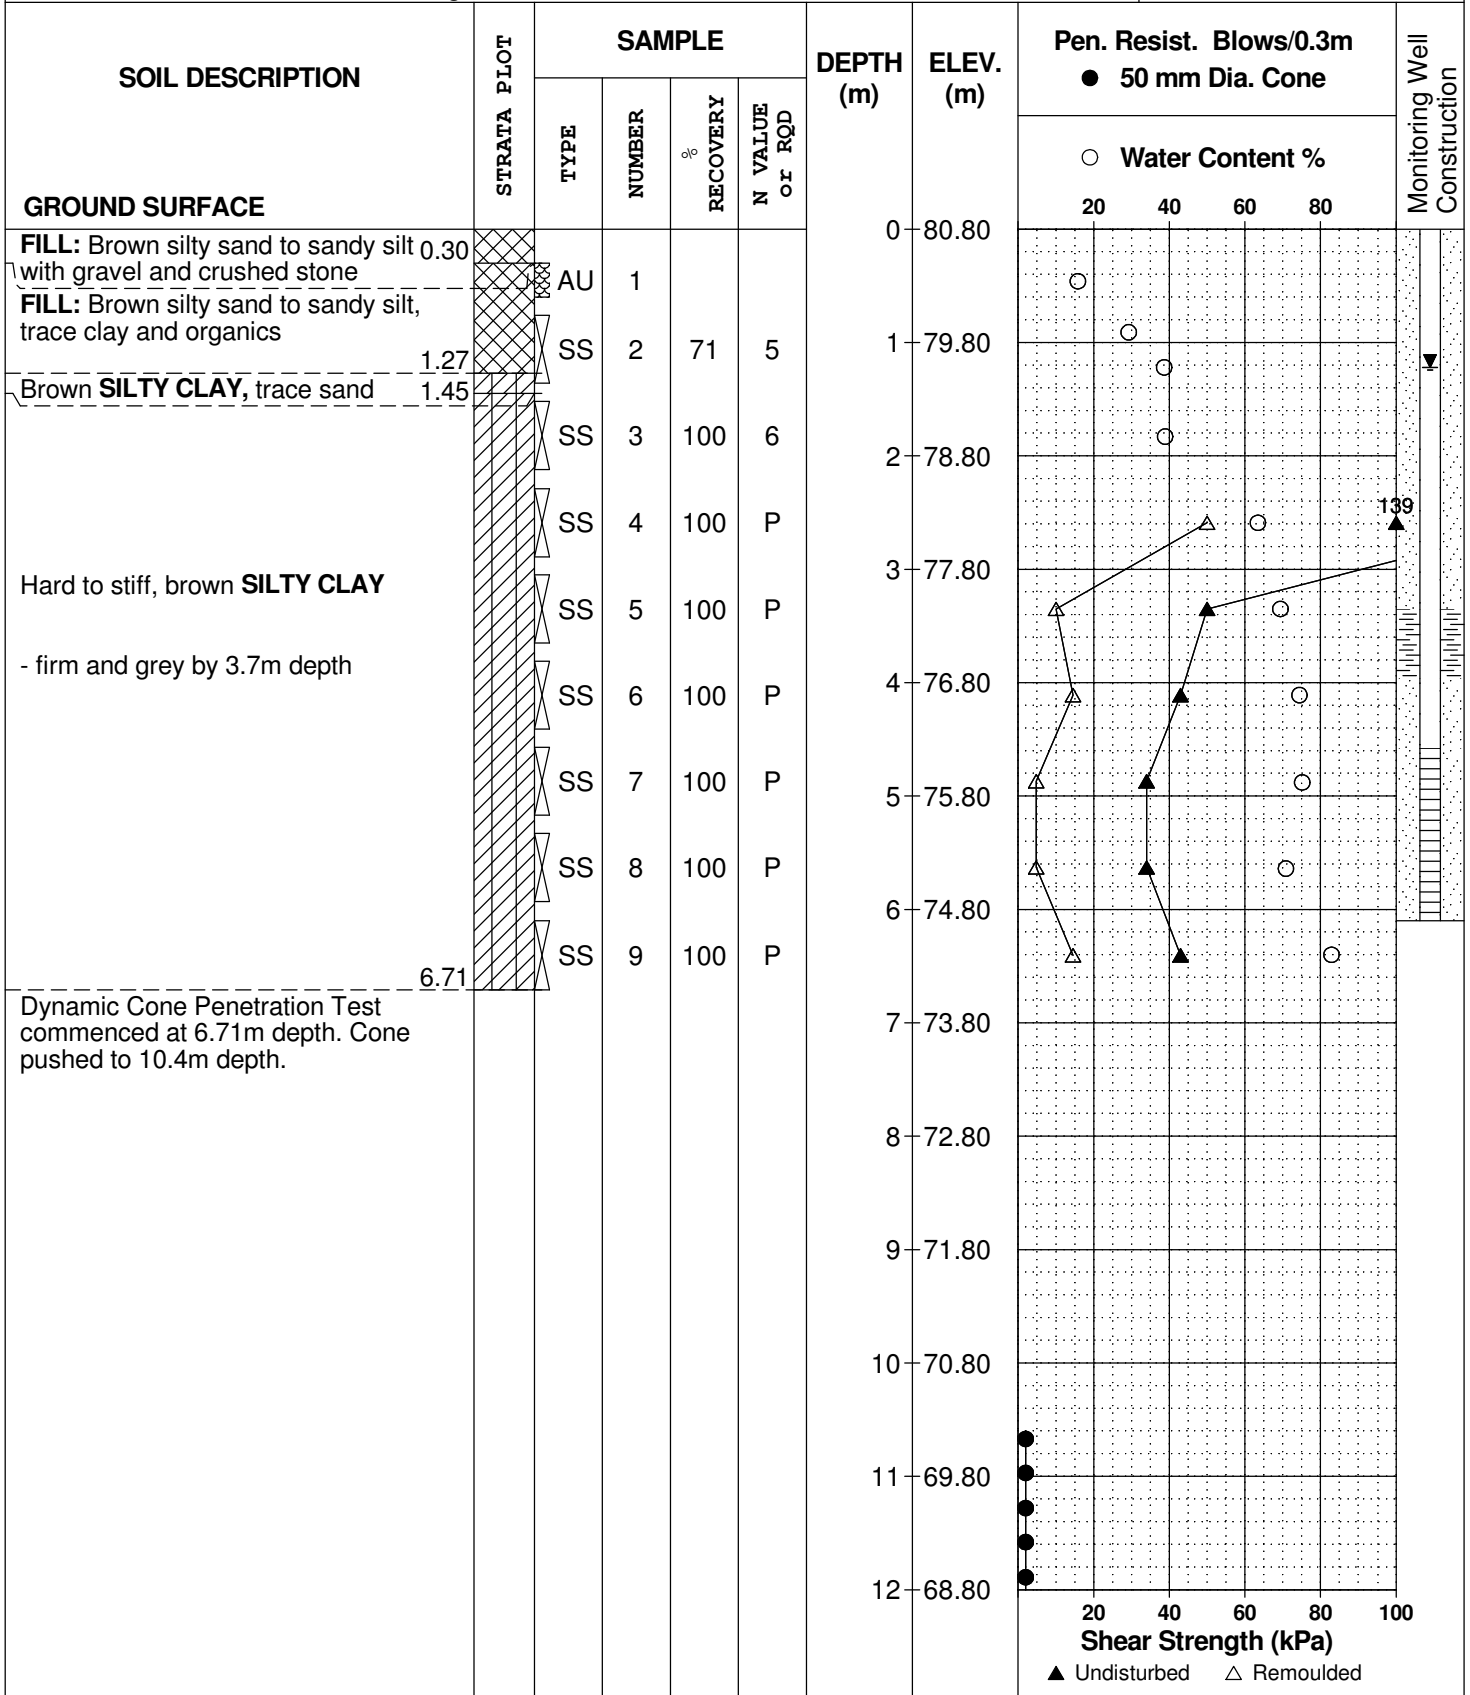 SOIL DESCRIPTION
GROUND SURFACE
STRATA PLOT
SAMPLE
TYPE
NUMBER
% RECOVERY
N VALUE or RQD
DEPTH (m)
ELEV. (m)
Pen. Resist. Blows/0.3m
● 50 mm Dia. Cone
○ Water Content %
20 40 60 80
Monitoring Well Construction
0 80.80
FILL: Brown silty sand to sandy silt 0.30
with gravel and crushed stone
AU 1
FILL: Brown silty sand to sandy silt,
trace clay and organics
1.27
SS 2 71 5
1 79.80
Brown SILTY CLAY, trace sand 1.45
SS 3 100 6
2 78.80
139
SS 4 100 P
3 77.80
Hard to stiff, brown SILTY CLAY
SS 5 100 P
- firm and grey by 3.7m depth
4 76.80
SS 6 100 P
SS 7 100 P
5 75.80
SS 8 100 P
6 74.80
SS 9 100 P
6.71
Dynamic Cone Penetration Test
commenced at 6.71m depth. Cone
pushed to 10.4m depth.
7 73.80
8 72.80
9 71.80
10 70.80
11 69.80
12 68.80
20 40 60 80 100
Shear Strength (kPa)
▲ Undisturbed △ Remoulded